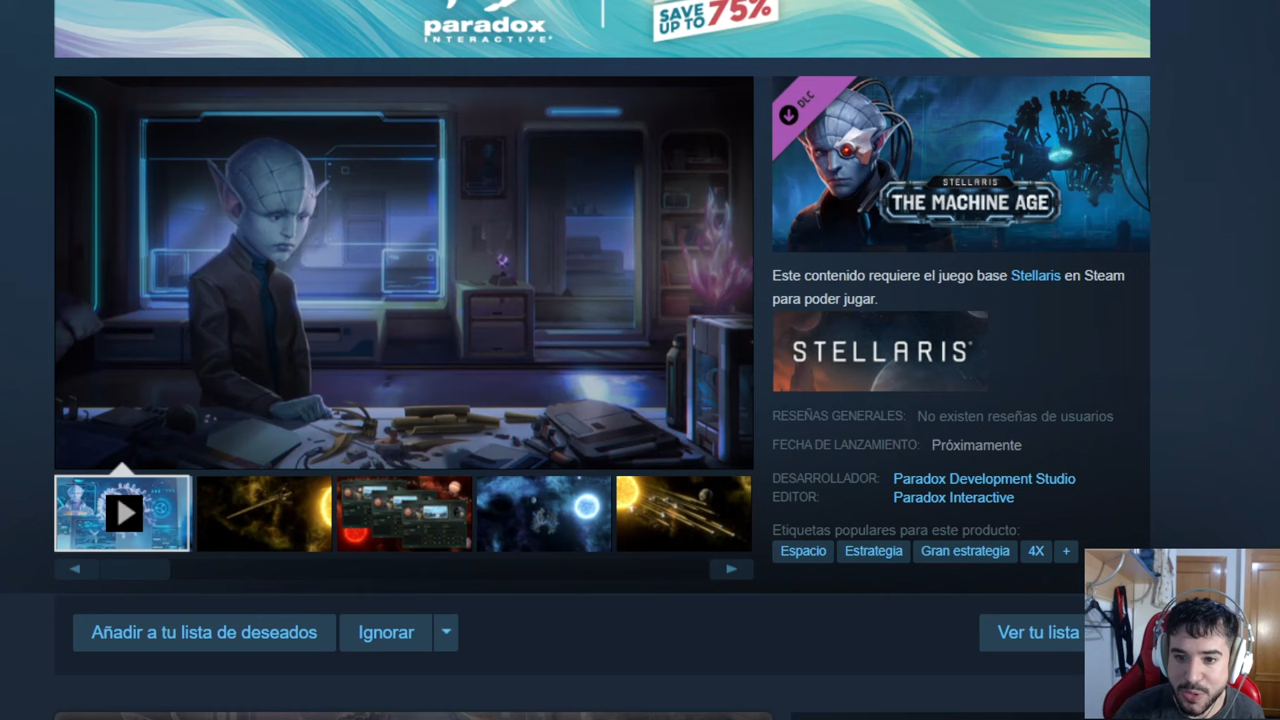 paradox
INTERACTIVE
SAVE
UP TO 75%
DLC
STELLARIS
THE MACHINE AGE
Este contenido requiere el juego base Stellaris en Steam
para poder jugar.
STELLARIS
RESEÑAS GENERALES: No existen reseñas de usuarios
FECHA DE LANZAMIENTO: Próximamente
DESARROLLADOR: Paradox Development Studio
EDITOR: Paradox Interactive
Etiquetas populares para este producto:
Espacio Estrategia Gran estrategia 4X +
Añadir a tu lista de deseados Ignorar Ver tu lista